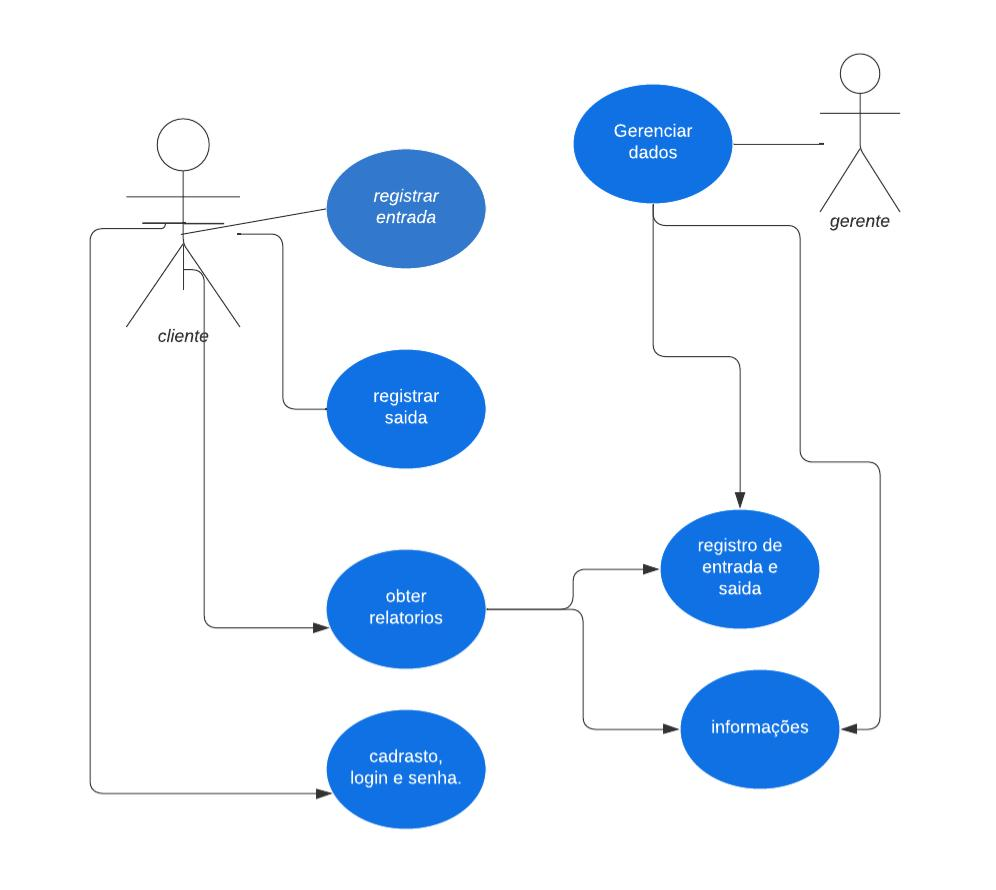 Gerenciar
dados
gerente
registrar
entrada
cliente
registrar
saida
registro de
entrada e
saida
obter
relatorios
informações
cadrasto,
login e senha.